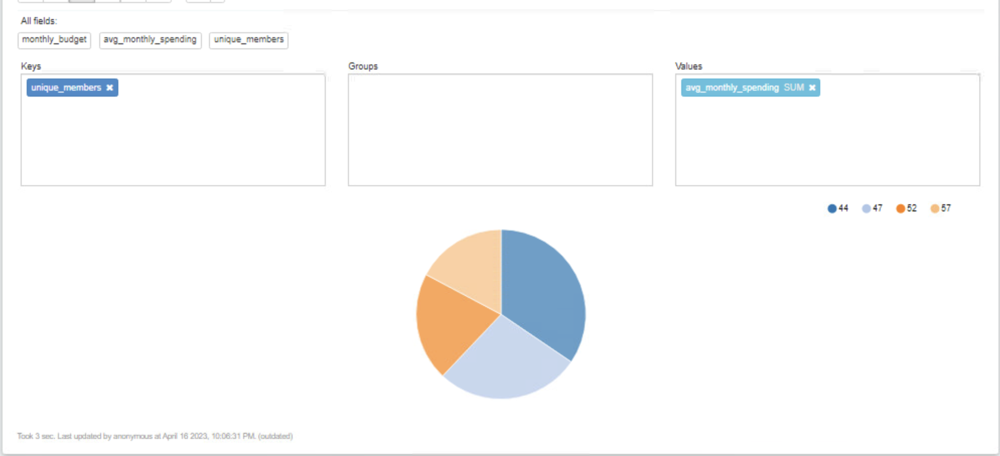 All fields:
monthly_budget avg_monthly_spending unique_members
Keys Groups Values
unique_members ✖ avg_monthly_spending SUM ✖
44 47 52 57
Took 3 sec. Last updated by anonymous at April 16 2023, 10:06:31 PM. (outdated)